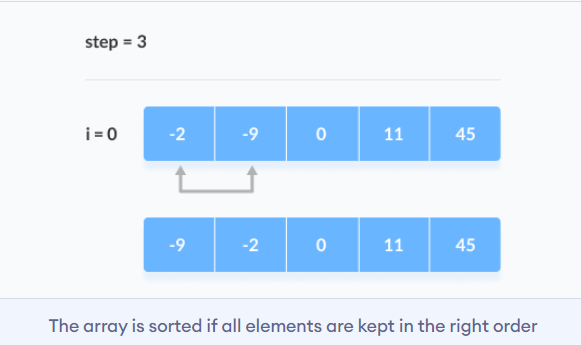 step = 3
i = 0 -2 -9 0 11 45
-9 -2 0 11 45
The array is sorted if all elements are kept in the right order